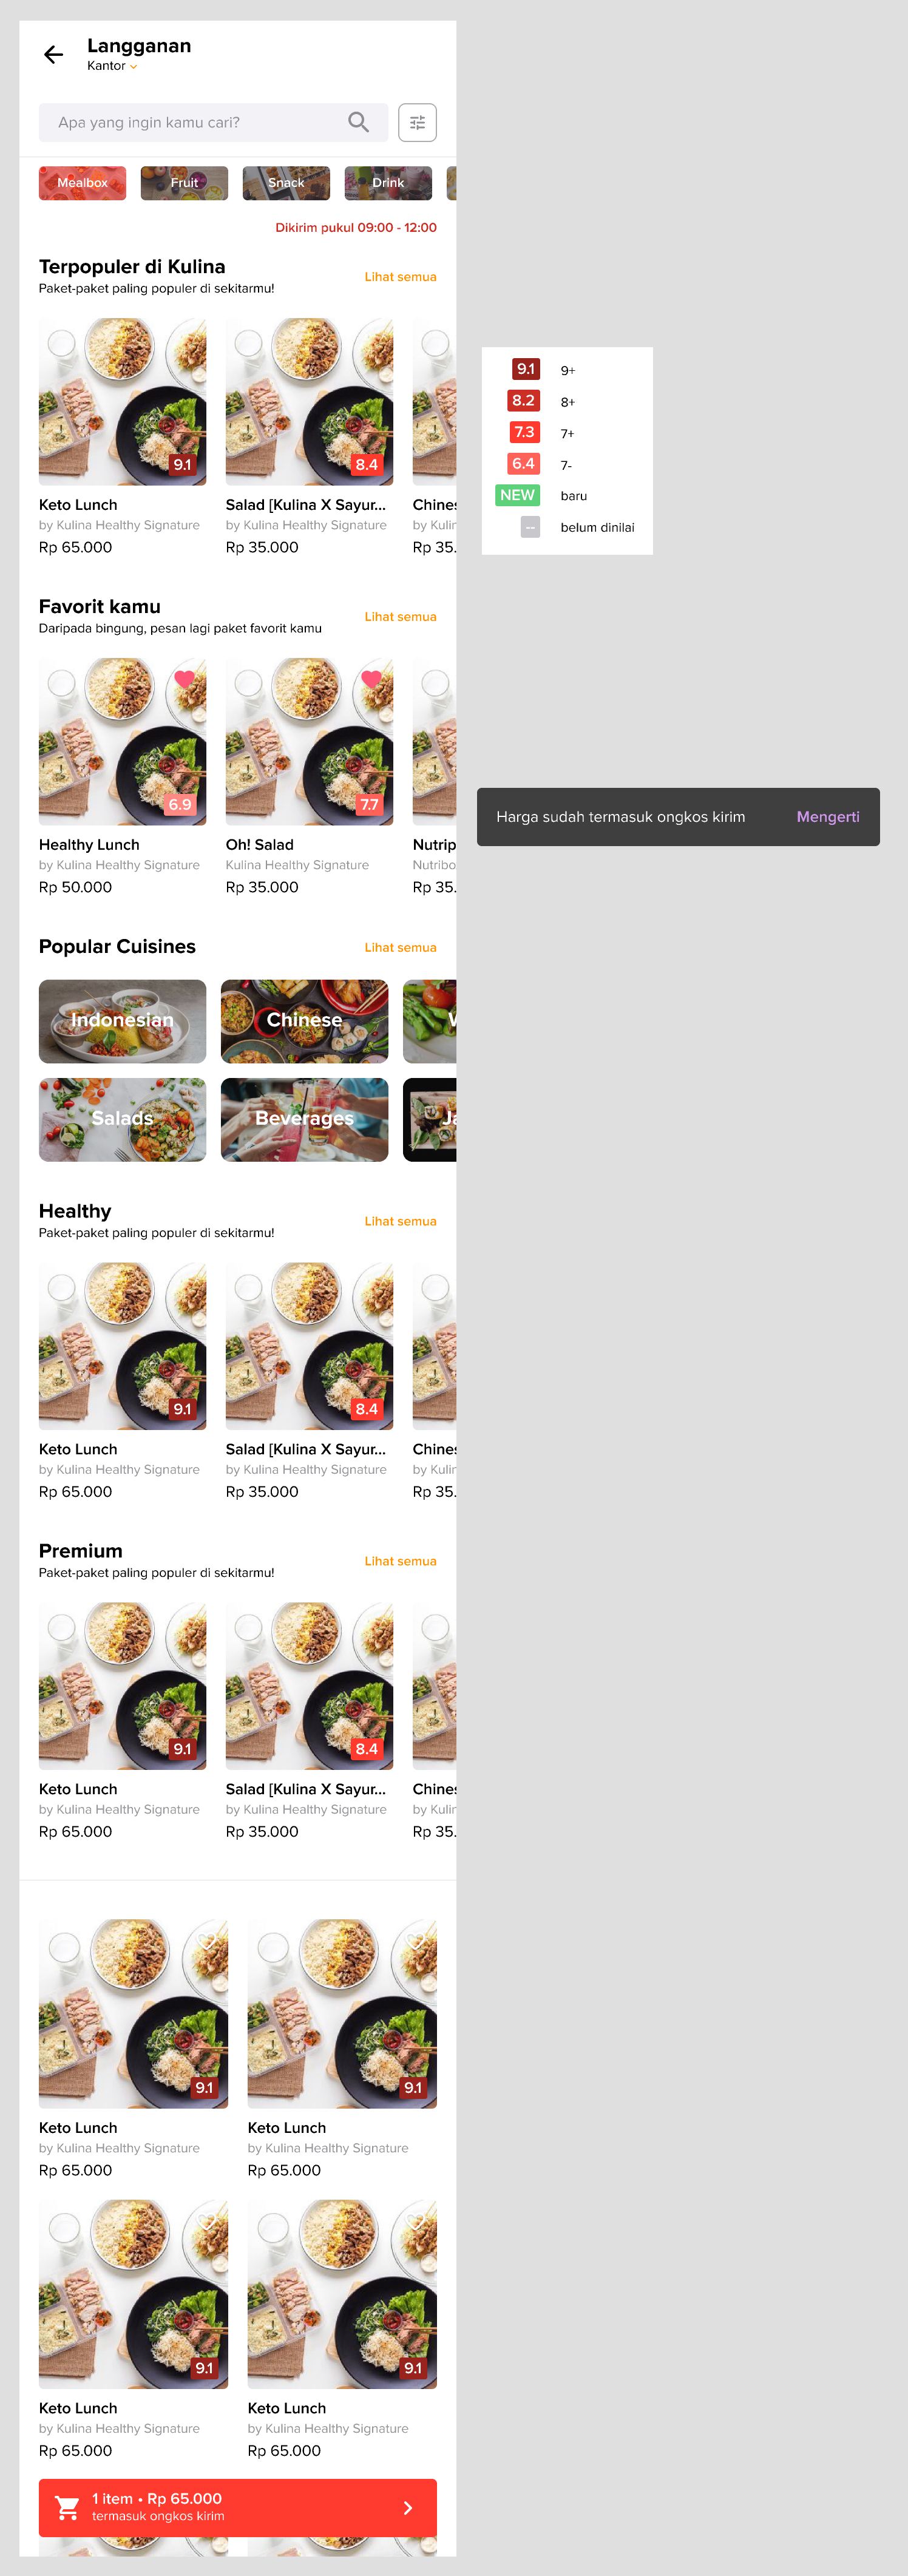 Langganan
Kantor
Apa yang ingin kamu cari?
Mealbox
Fruit
Snack
Drink
Dikirim pukul 09:00 - 12:00
Terpopuler di Kulina
Paket-paket paling populer di sekitarmu!
Lihat semua
9.1
8.4
Keto Lunch
by Kulina Healthy Signature
Rp 65.000
Salad [Kulina X Sayur...
by Kulina Healthy Signature
Rp 35.000
Chines
by Kulin
Rp 35.
Favorit kamu
Daripada bingung, pesan lagi paket favorit kamu
Lihat semua
6.9
7.7
Healthy Lunch
by Kulina Healthy Signature
Rp 50.000
Oh! Salad
Kulina Healthy Signature
Rp 35.000
Nutrip
Nutribo
Rp 35.
Popular Cuisines
Lihat semua
Indonesian
Chinese
Salads
Beverages
Ja
Healthy
Paket-paket paling populer di sekitarmu!
Lihat semua
9.1
8.4
Keto Lunch
by Kulina Healthy Signature
Rp 65.000
Salad [Kulina X Sayur...
by Kulina Healthy Signature
Rp 35.000
Chines
by Kulin
Rp 35.
Premium
Paket-paket paling populer di sekitarmu!
Lihat semua
9.1
8.4
Keto Lunch
by Kulina Healthy Signature
Rp 65.000
Salad [Kulina X Sayur...
by Kulina Healthy Signature
Rp 35.000
Chines
by Kulin
Rp 35.
9.1
9.1
Keto Lunch
by Kulina Healthy Signature
Rp 65.000
Keto Lunch
by Kulina Healthy Signature
Rp 65.000
9.1
9.1
Keto Lunch
by Kulina Healthy Signature
Rp 65.000
Keto Lunch
by Kulina Healthy Signature
Rp 65.000
1 item • Rp 65.000
termasuk ongkos kirim
9.1 9+
8.2 8+
7.3 7+
6.4 7-
NEW baru
-- belum dinilai
Harga sudah termasuk ongkos kirim Mengerti